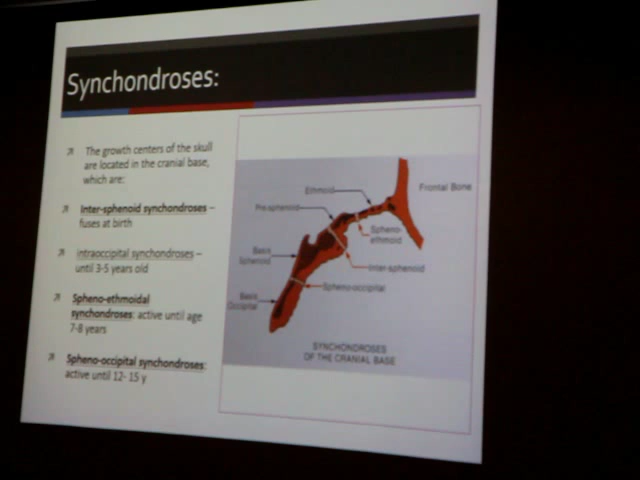 Synchondroses:
The growth centers of the skull
are located in the cranial base,
which are:
Inter-sphenoid synchondroses –
fuses at birth
intraoccipital synchondroses –
until 3-5 years old
Spheno-ethmoidal
synchondroses: active until age
7-8 years
Spheno-occipital synchondroses:
active until 12- 15 y
Ethmoid
Frontal Bone
Pre-sphenoid
Spheno-
ethmoid
Basis
Sphenoid
Inter-sphenoid
Spheno-occipital
Basis
Occipital
SYNCHONDROSES
OF THE CRANIAL BASE